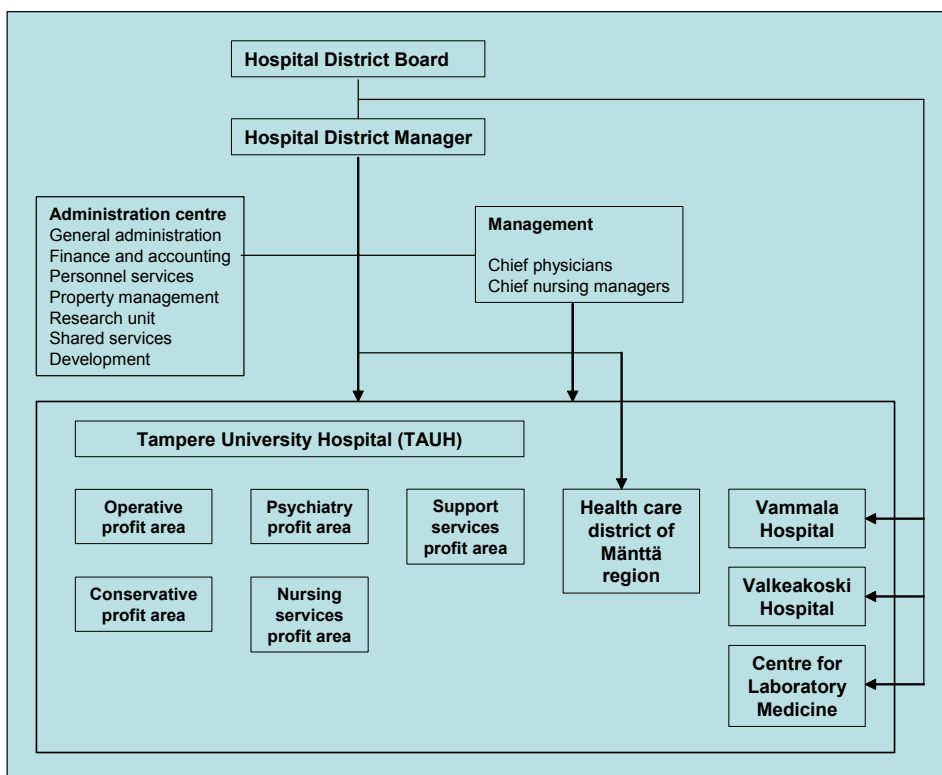 Hospital District Board
Hospital District Manager
Administration centre
General administration
Finance and accounting
Personnel services
Property management
Research unit
Shared services
Development
Management
Chief physicians
Chief nursing managers
Tampere University Hospital (TAUH)
Operative
profit area
Psychiatry
profit area
Support
services
profit area
Health care
district of
Mänttä
region
Vammala
Hospital
Conservative
profit area
Nursing
services
profit area
Valkeakoski
Hospital
Centre for
Laboratory
Medicine